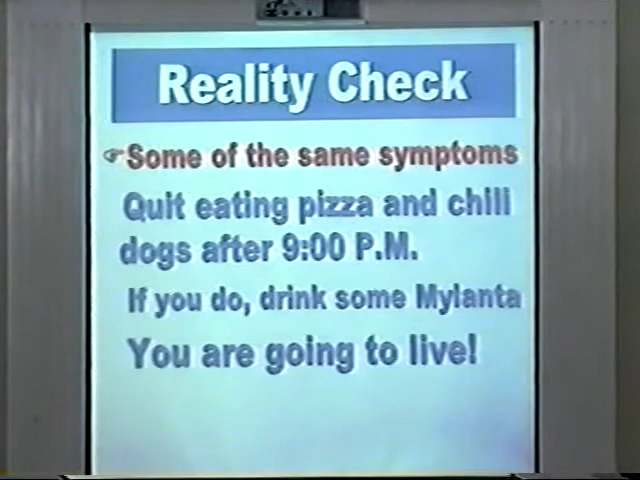 Reality Check
☞Some of the same symptoms
Quit eating pizza and chili
dogs after 9:00 P.M.
If you do, drink some Mylanta
You are going to live!